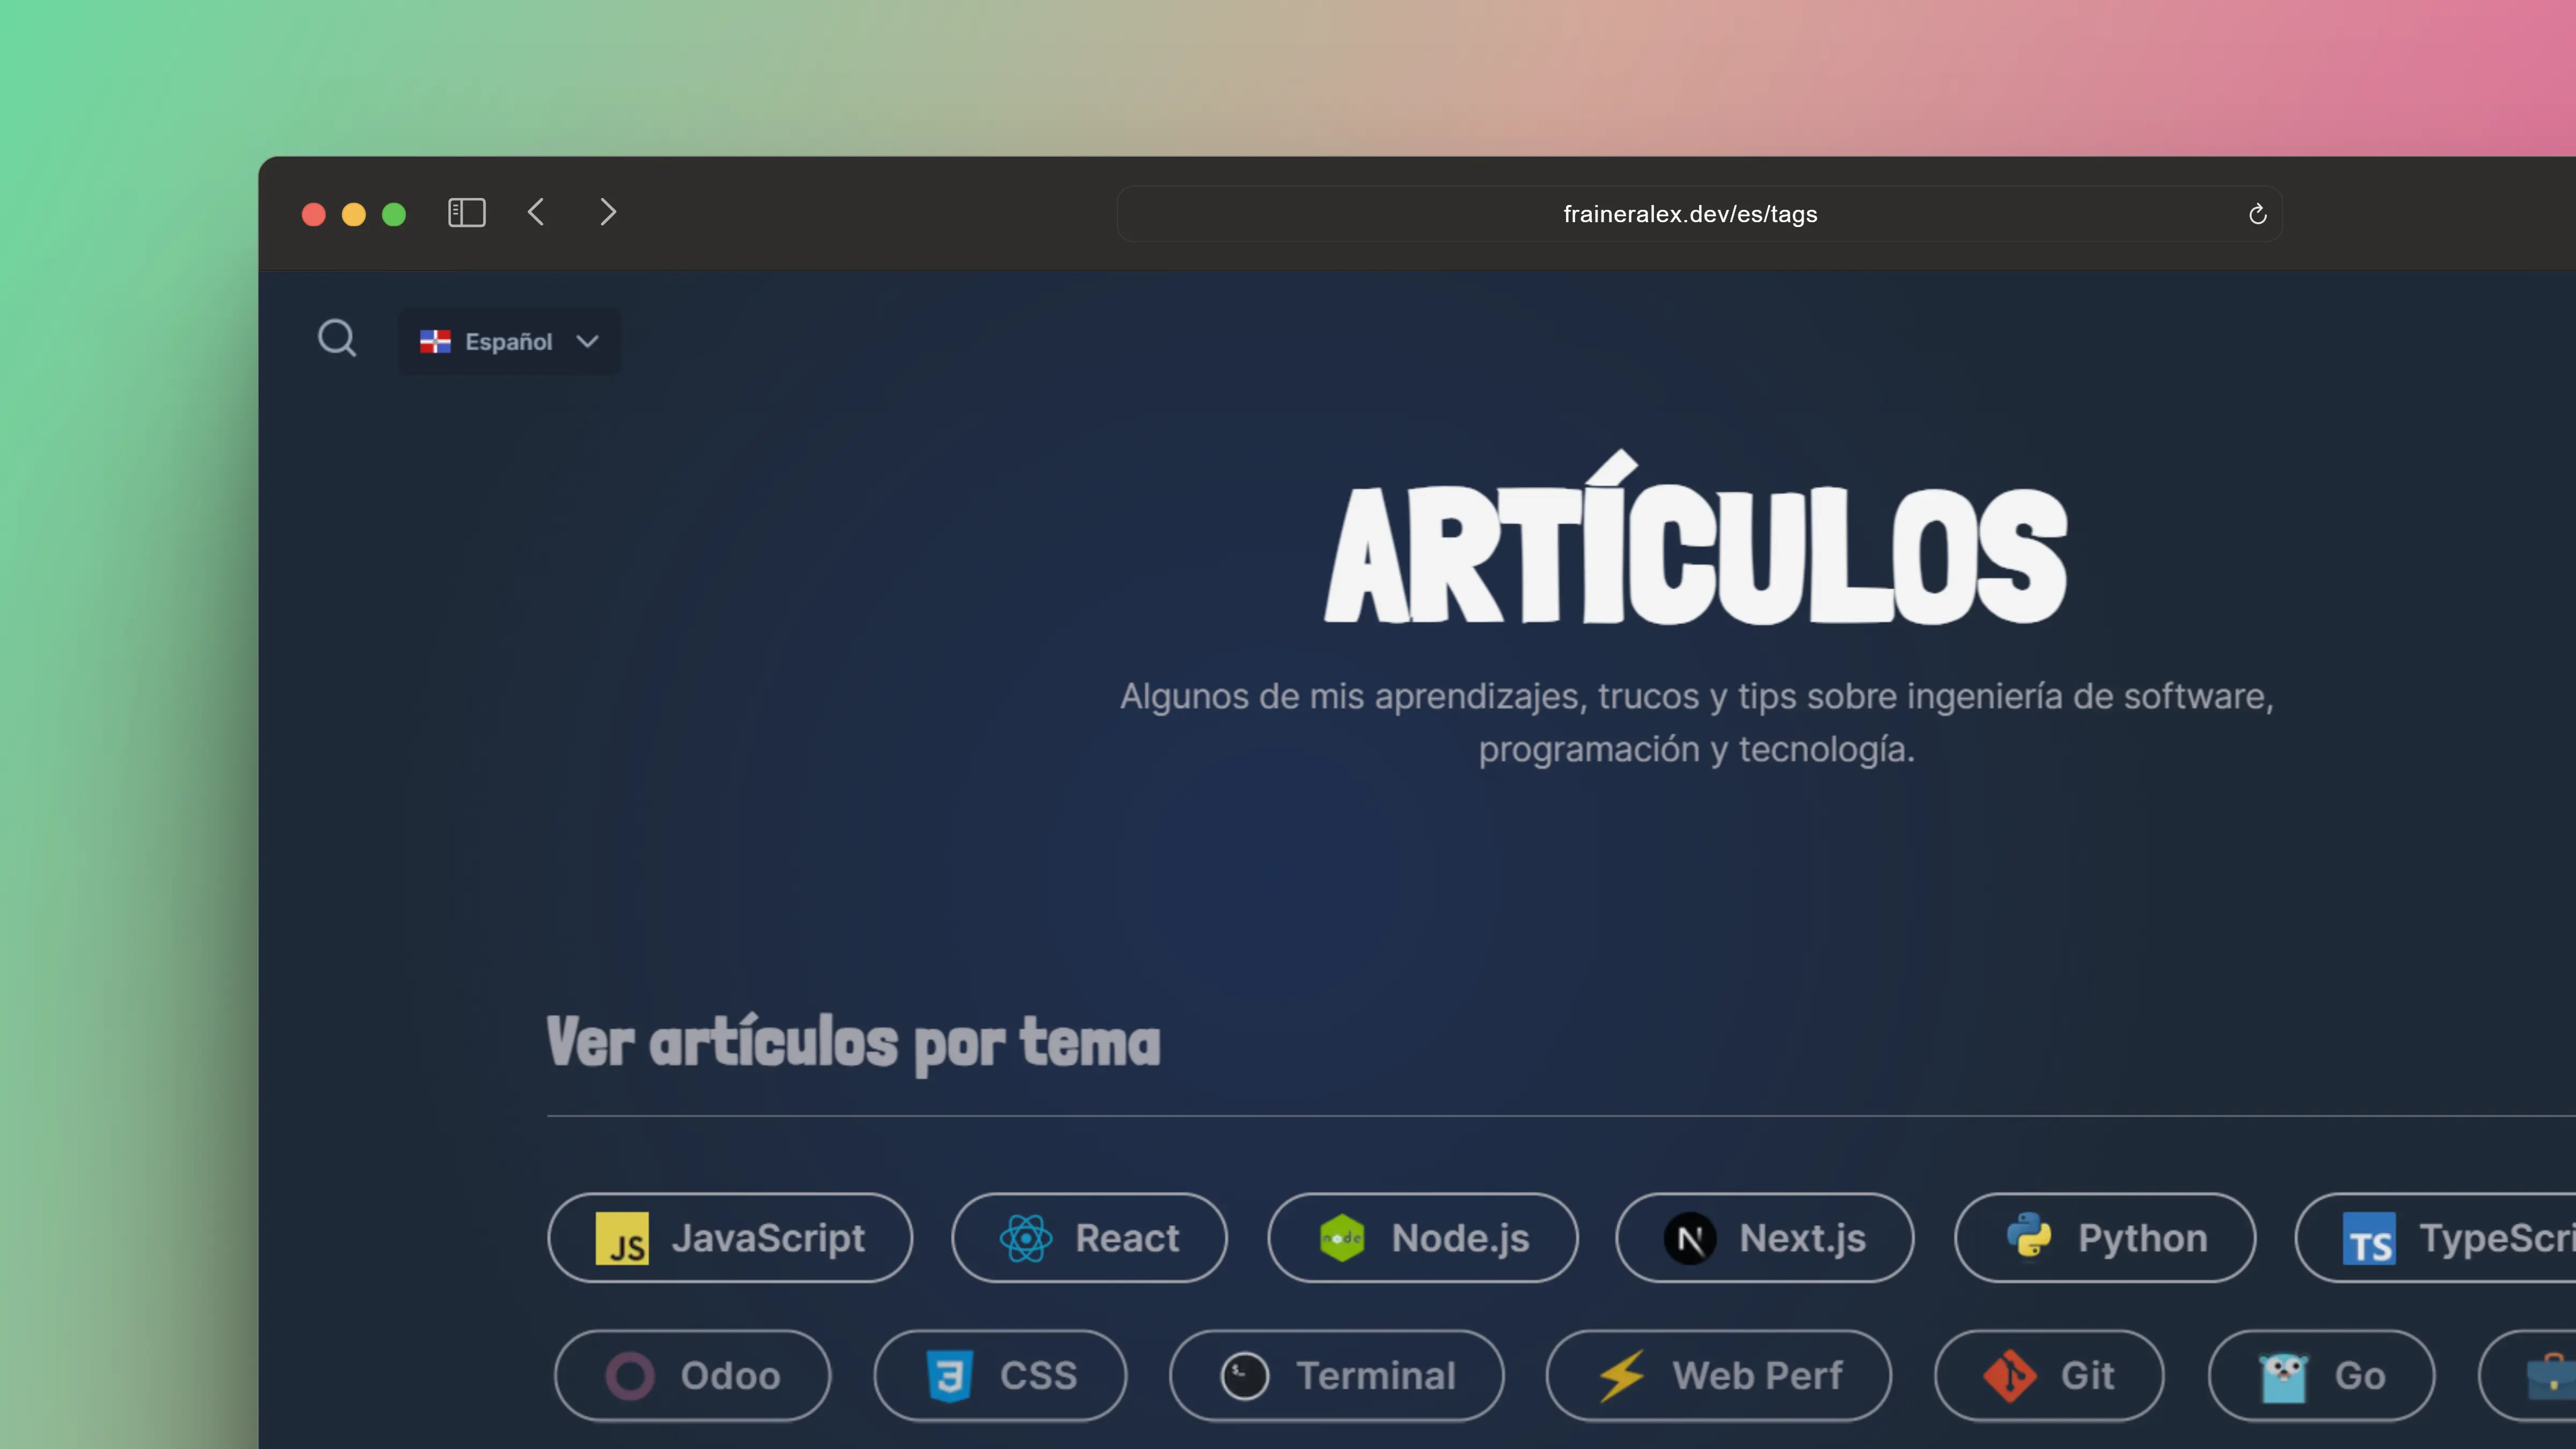 fraineralex.dev/es/tags
Español
ARTÍCULOS
Algunos de mis aprendizajes, trucos y tips sobre ingeniería de software,
programación y tecnología.
Ver artículos por tema
JS JavaScript
React
node Node.js
N Next.js
Python
TS TypeScri
Odoo
3 CSS
$_ Terminal
Web Perf
Git
Go